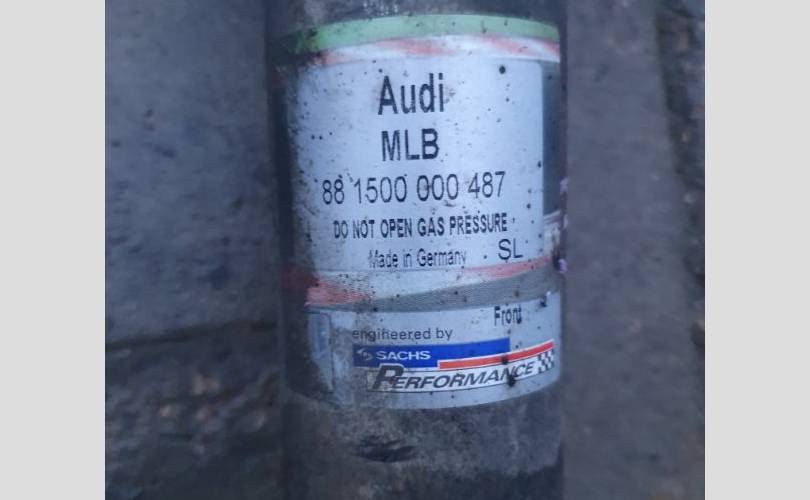 Audi
MLB
88 1500 000 487
DO NOT OPEN GAS PRESSURE
Made in Germany SL
Front
engineered by
SACHS
PERFORMANCE